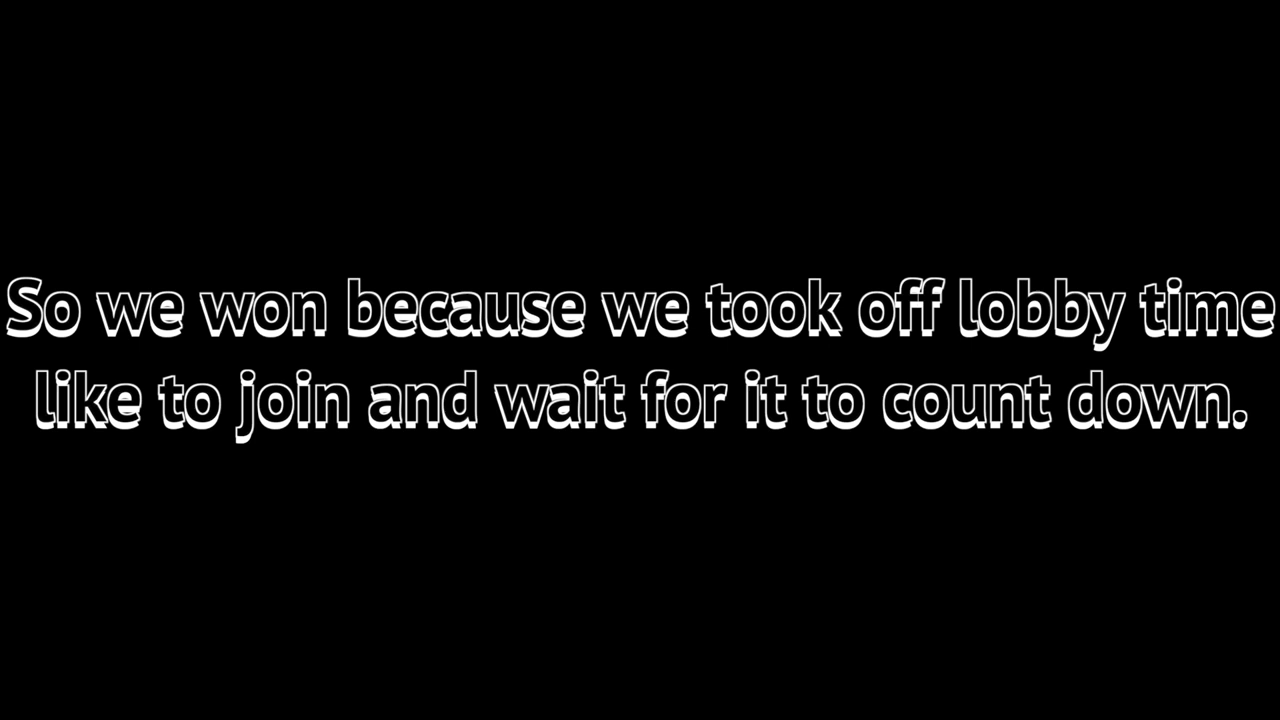 So we won because we took off lobby time
like to join and wait for it to count down.